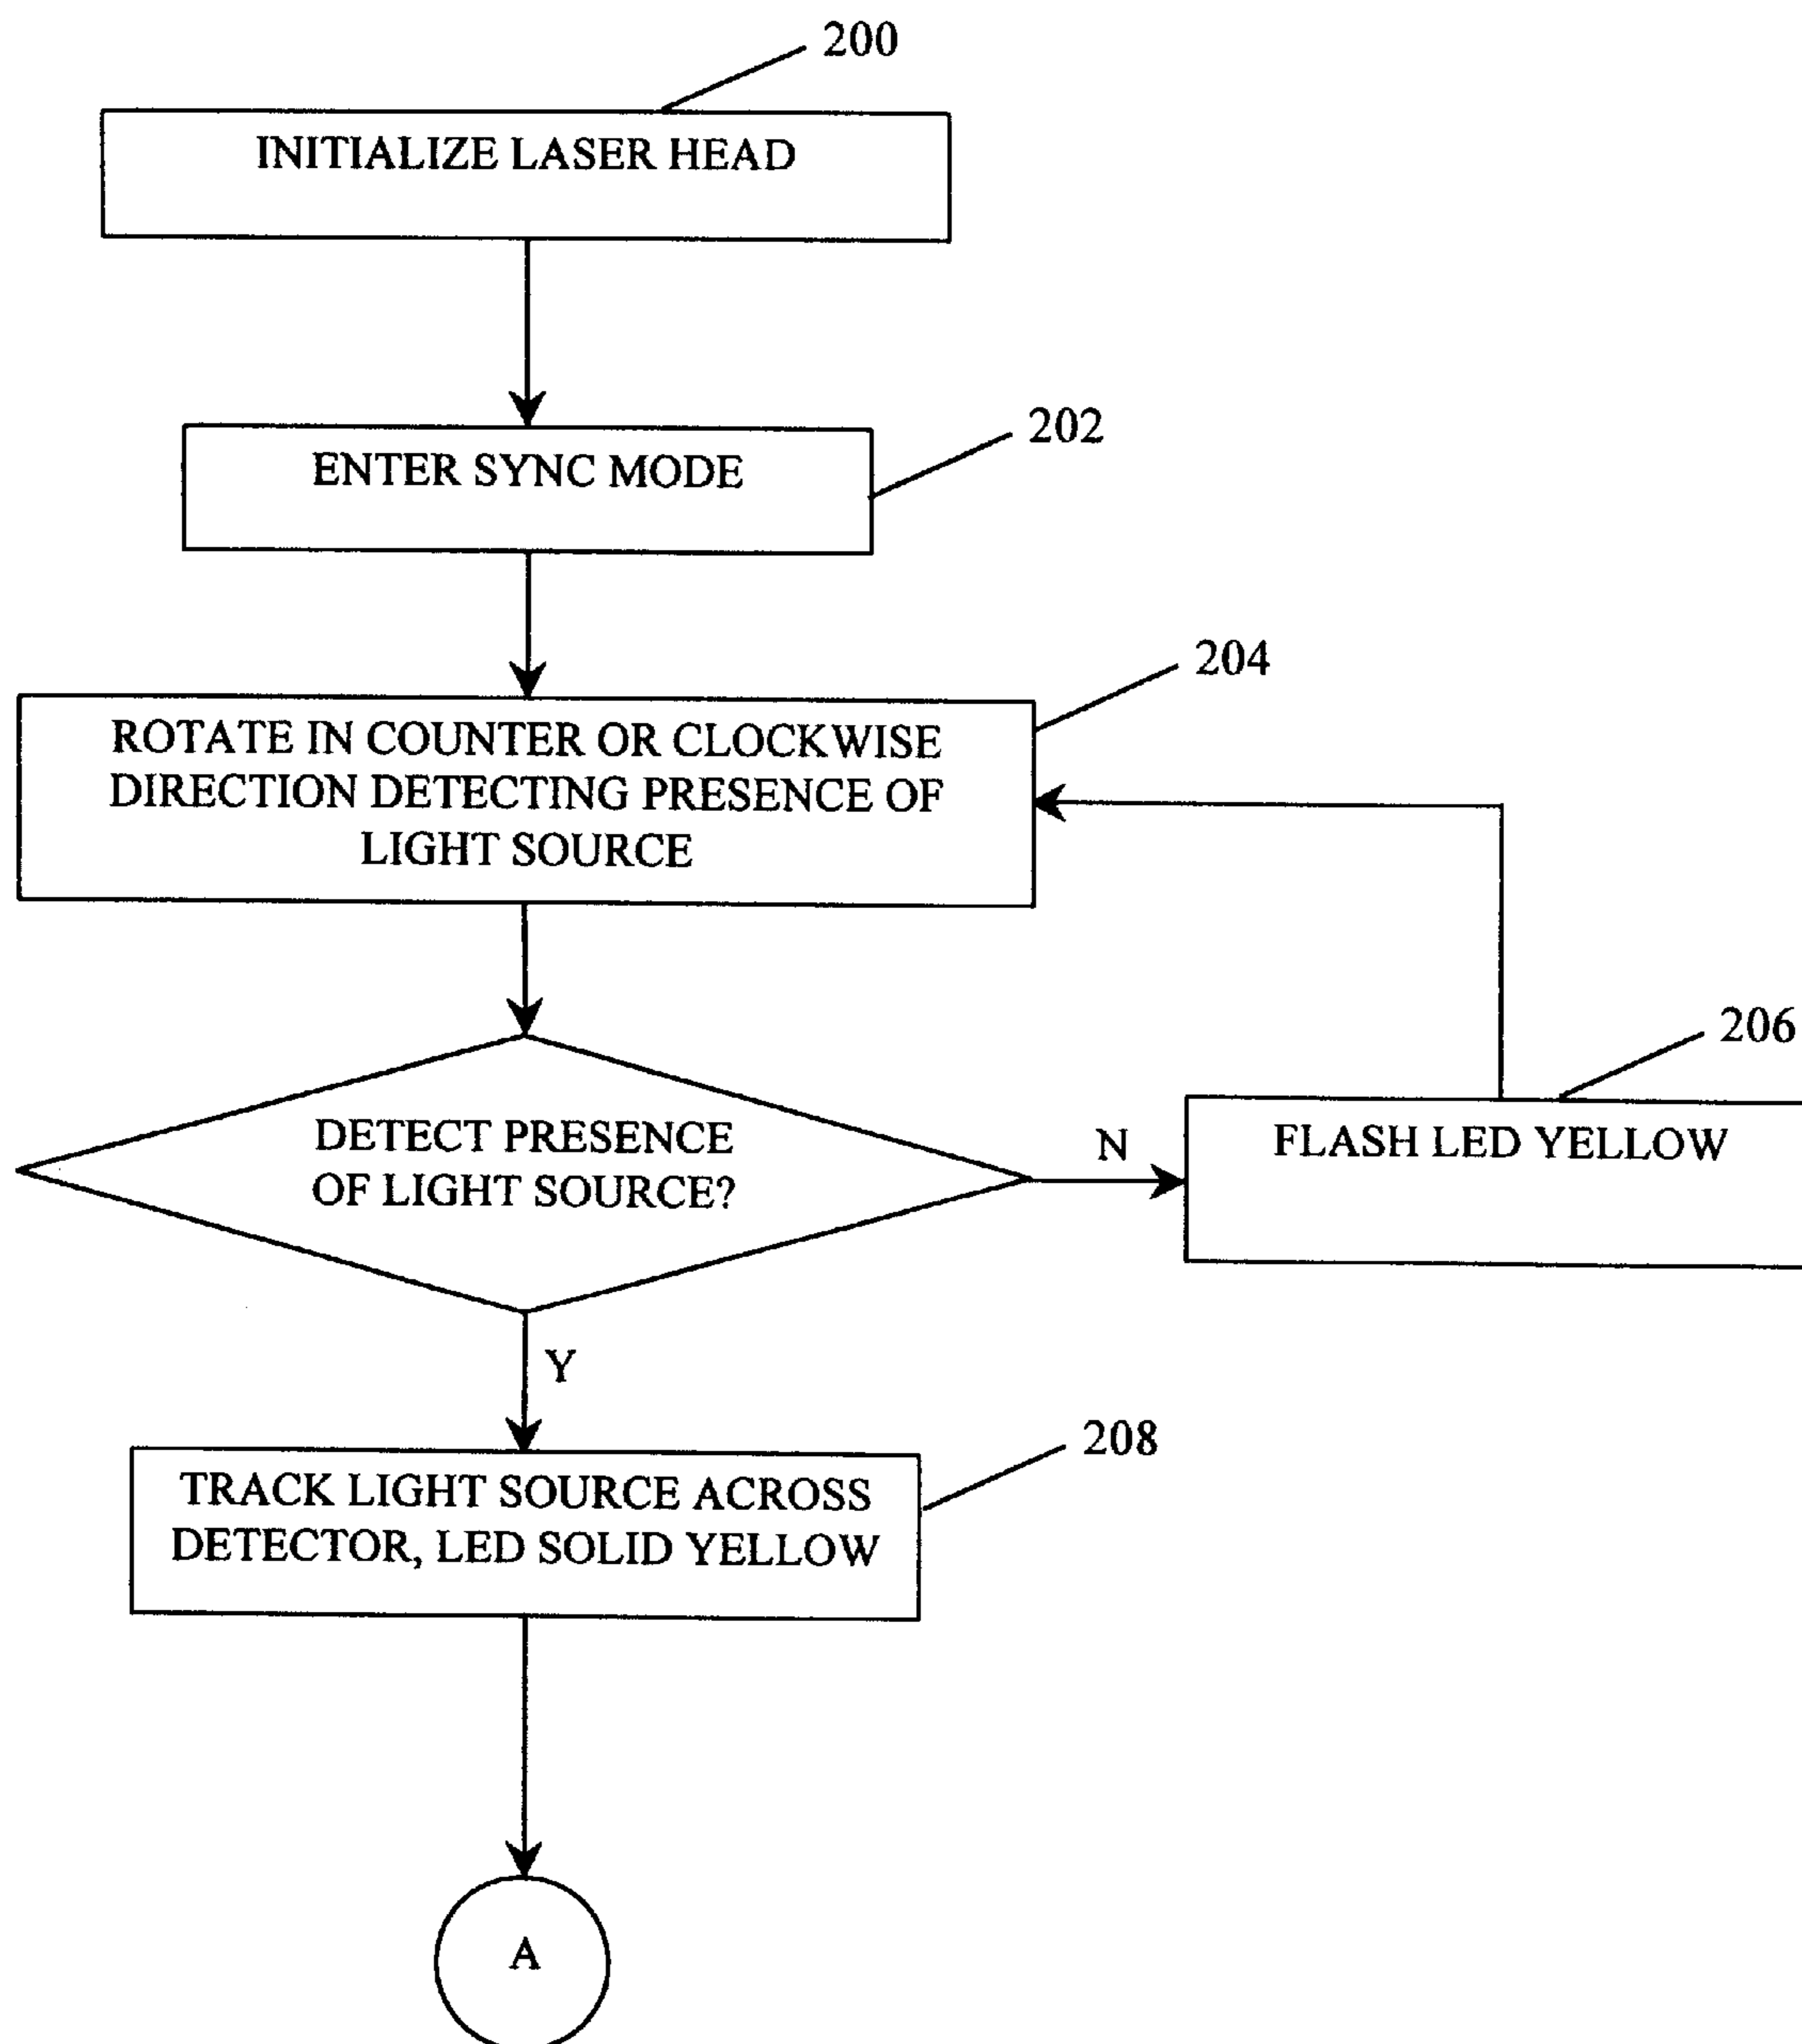 200
INITIALIZE LASER HEAD
202
ENTER SYNC MODE
204
ROTATE IN COUNTER OR CLOCKWISE
DIRECTION DETECTING PRESENCE OF
LIGHT SOURCE
206
DETECT PRESENCE
OF LIGHT SOURCE?
N
FLASH LED YELLOW
Y
208
TRACK LIGHT SOURCE ACROSS
DETECTOR, LED SOLID YELLOW
A